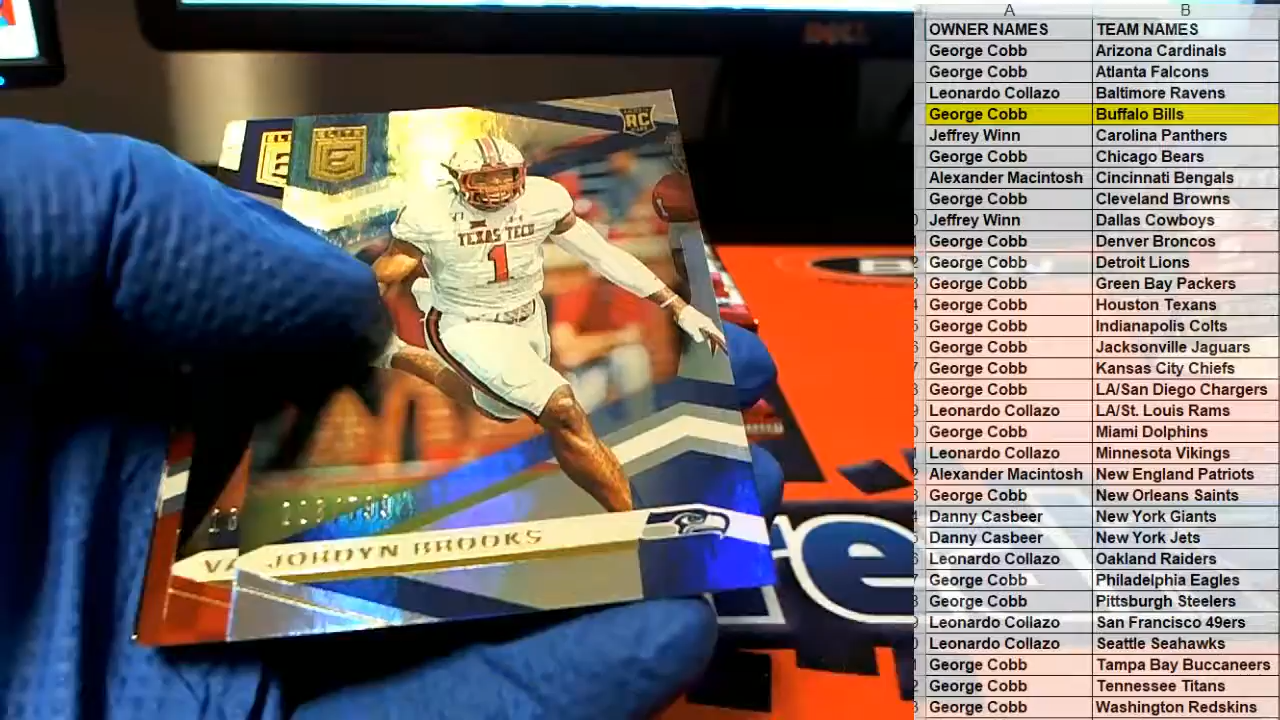 DELL
RC
ELITE
E
TEXAS TECH
1
JORDYN BROOKS
VA
re
A B
OWNER NAMES TEAM NAMES
George Cobb Arizona Cardinals
George Cobb Atlanta Falcons
Leonardo Collazo Baltimore Ravens
George Cobb Buffalo Bills
Jeffrey Winn Carolina Panthers
George Cobb Chicago Bears
Alexander Macintosh Cincinnati Bengals
George Cobb Cleveland Browns
Jeffrey Winn Dallas Cowboys
George Cobb Denver Broncos
George Cobb Detroit Lions
George Cobb Green Bay Packers
George Cobb Houston Texans
George Cobb Indianapolis Colts
George Cobb Jacksonville Jaguars
George Cobb Kansas City Chiefs
George Cobb LA/San Diego Chargers
Leonardo Collazo LA/St. Louis Rams
George Cobb Miami Dolphins
Leonardo Collazo Minnesota Vikings
Alexander Macintosh New England Patriots
George Cobb New Orleans Saints
Danny Casbeer New York Giants
Danny Casbeer New York Jets
Leonardo Collazo Oakland Raiders
George Cobb Philadelphia Eagles
George Cobb Pittsburgh Steelers
Leonardo Collazo San Francisco 49ers
Leonardo Collazo Seattle Seahawks
George Cobb Tampa Bay Buccaneers
George Cobb Tennessee Titans
George Cobb Washington Redskins